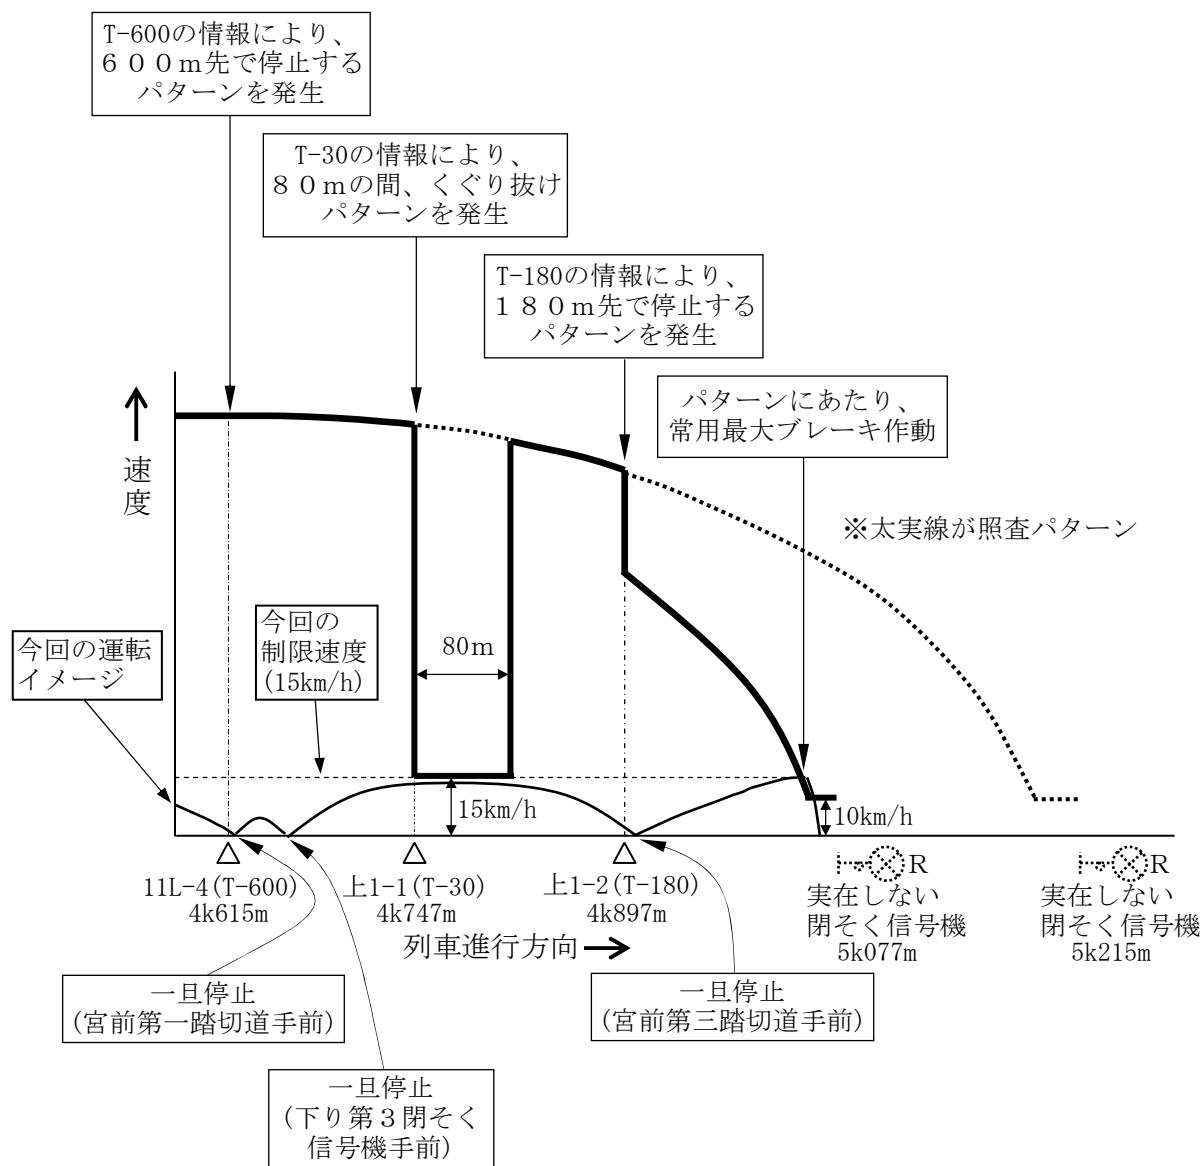 T-600の情報により、
６００ｍ先で停止する
パターンを発生
T-30の情報により、
８０ｍの間、くぐり抜け
パターンを発生
T-180の情報により、
１８０ｍ先で停止する
パターンを発生
パターンにあたり、
常用最大ブレーキ作動
速度
※太実線が照査パターン
今回の運転
イメージ
今回の
制限速度
(15km/h)
80m
15km/h
10km/h
11L-4(T-600)
4k615m
上1-1(T-30)
4k747m
上1-2(T-180)
4k897m
R
実在しない
閉そく信号機
5k077m
R
実在しない
閉そく信号機
5k215m
列車進行方向
一旦停止
(宮前第一踏切道手前)
一旦停止
(宮前第三踏切道手前)
一旦停止
(下り第３閉そく
信号機手前)